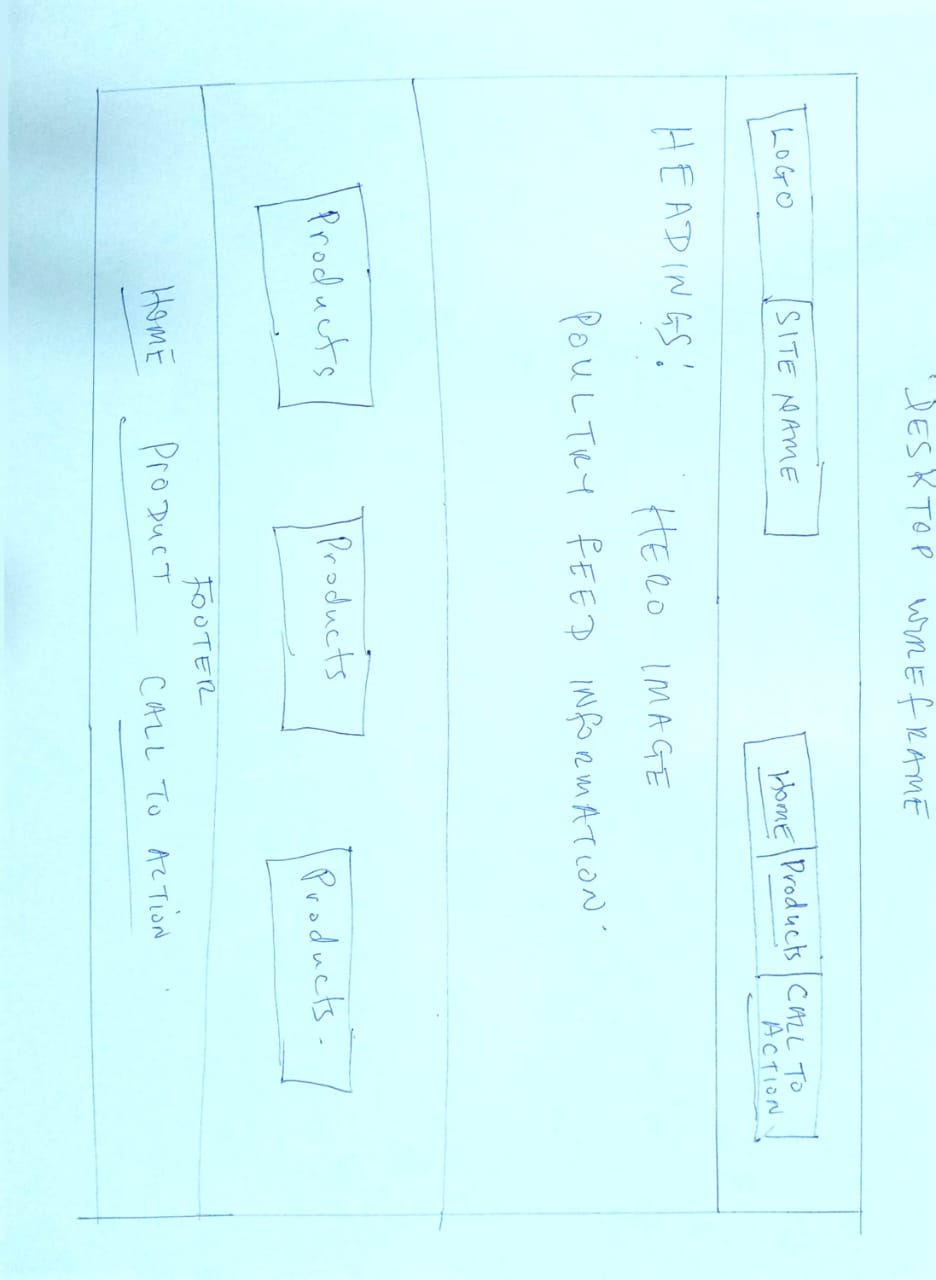 DESKTOP WIREFRAME
LOGO SITE NAME Home Products CALL TO
ACTION
HEADINGS: HERO IMAGE
POULTRY FEED INFORMATION.
Products Products Products.
FOOTER
HOME PRODUCT CALL TO ACTION